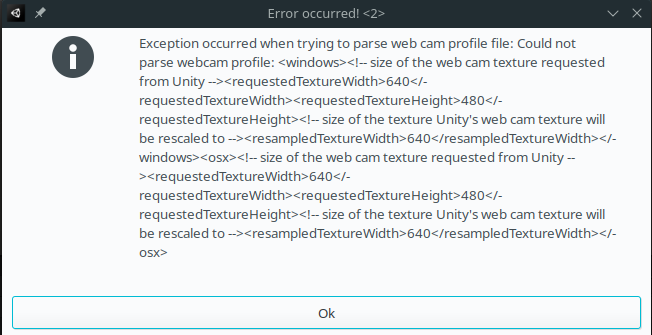 Error occurred! <2>
Exception occurred when trying to parse web cam profile file: Could not
parse webcam profile: <windows><!-- size of the web cam texture requested
from Unity --><requestedTextureWidth>640</-
requestedTextureWidth><requestedTextureHeight>480</-
requestedTextureHeight><!-- size of the texture Unity's web cam texture will
be rescaled to --><resampledTextureWidth>640</resampledTextureWidth></-
windows><osx><!-- size of the web cam texture requested from Unity --
><requestedTextureWidth>640</-
requestedTextureWidth><requestedTextureHeight>480</-
requestedTextureHeight><!-- size of the texture Unity's web cam texture will
be rescaled to --><resampledTextureWidth>640</resampledTextureWidth></-
osx>
Ok